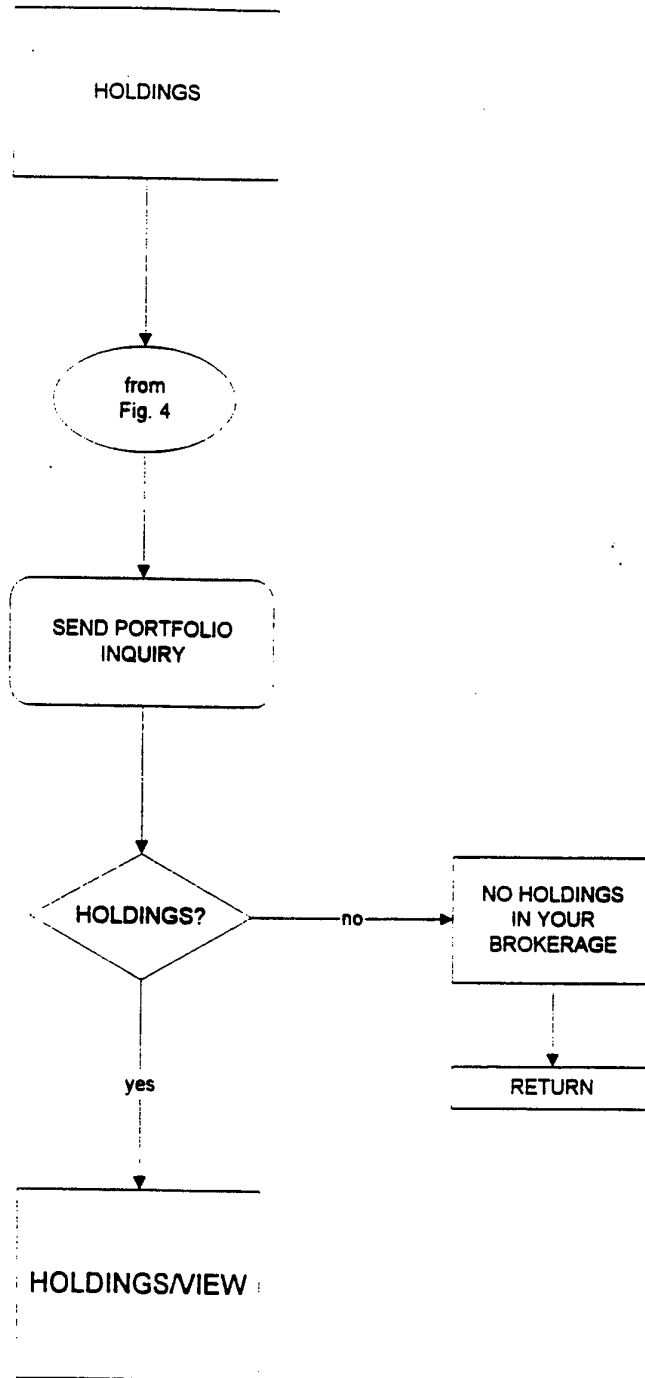 HOLDINGS
from
Fig. 4
SEND PORTFOLIO
INQUIRY
HOLDINGS?
no
NO HOLDINGS
IN YOUR
BROKERAGE
yes
RETURN
HOLDINGS/VIEW